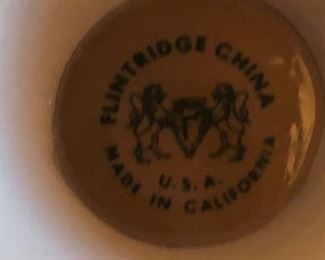 FLINTRIDGE CHINA
F
U.S.A.
MADE IN CALIFORNIA